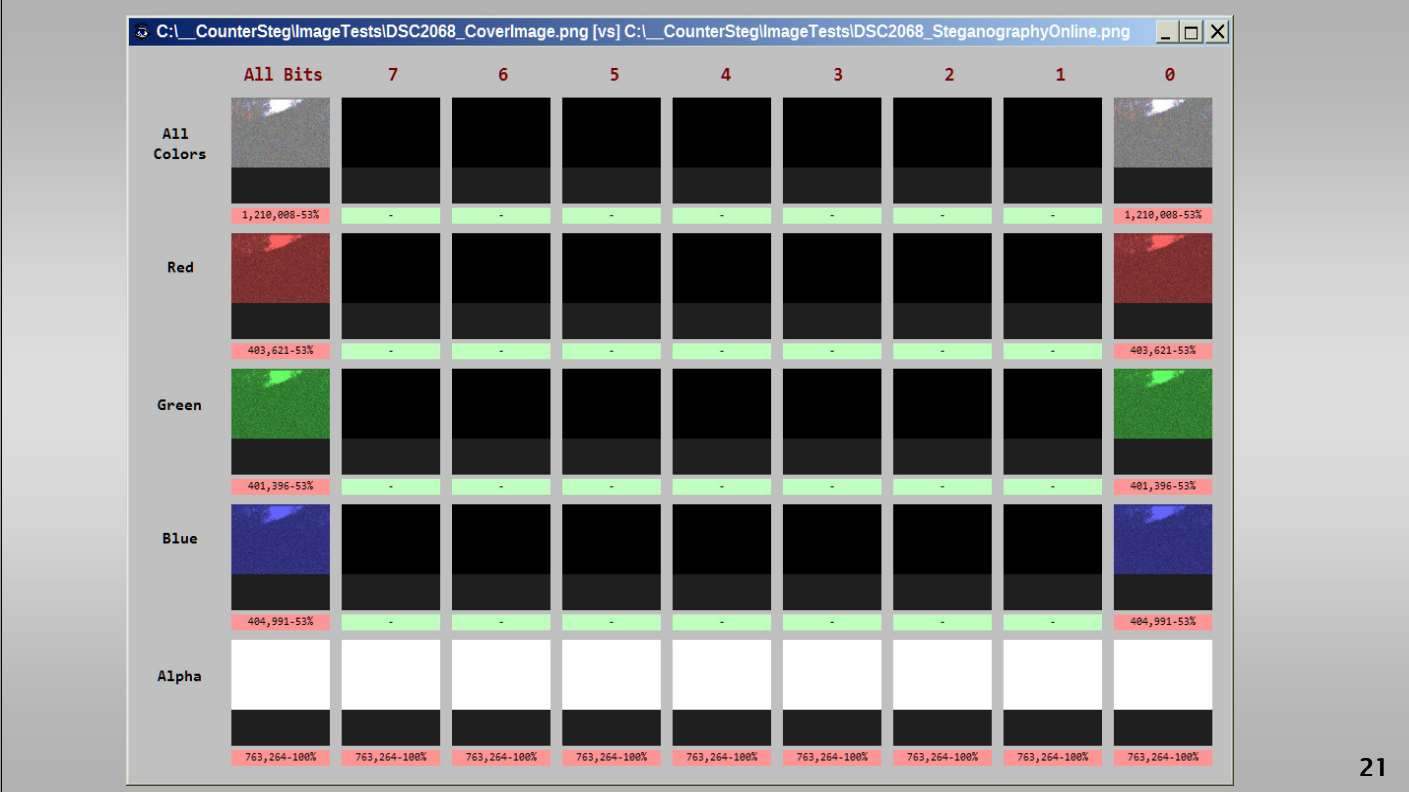 C:\__CounterSteg\ImageTests\DSC2068_CoverImage.png [vs] C:\__CounterSteg\ImageTests\DSC2068_SteganographyOnline.png
All Bits 7 6 5 4 3 2 1 0
All
Colors
1,210,008-53% - - - - - - - 1,210,008-53%
Red
403,621-53% - - - - - - - 403,621-53%
Green
401,396-53% - - - - - - - 401,396-53%
Blue
404,991-53% - - - - - - - 404,991-53%
Alpha
763,264-100% 763,264-100% 763,264-100% 763,264-100% 763,264-100% 763,264-100% 763,264-100% 763,264-100% 763,264-100%
21